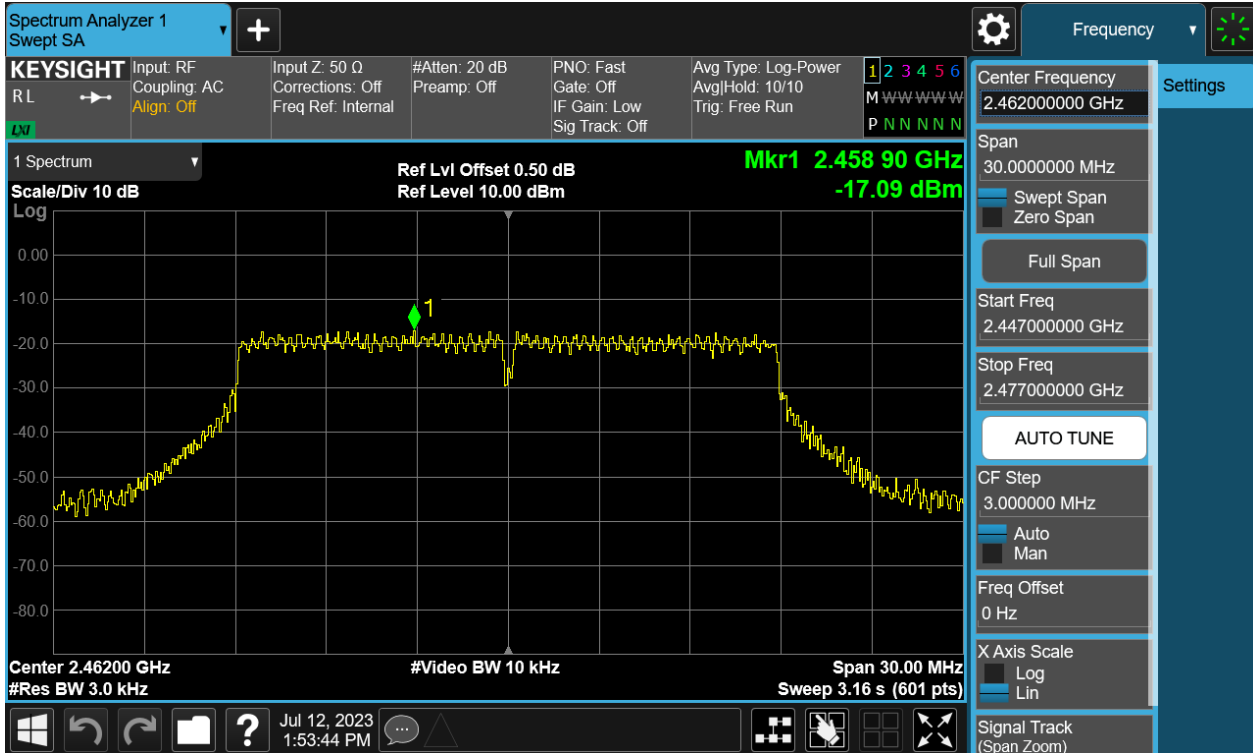 Spectrum Analyzer 1
Swept SA
+
Frequency
KEYSIGHT
RL
LXI
Input: RF
Coupling: AC
Align: Off
Input Z: 50 Ω
Corrections: Off
Freq Ref: Internal
#Atten: 20 dB
Preamp: Off
PNO: Fast
Gate: Off
IF Gain: Low
Sig Track: Off
Avg Type: Log-Power
Avg|Hold: 10/10
Trig: Free Run
1 2 3 4 5 6
M W W W W W
P N N N N N
1 Spectrum
Scale/Div 10 dB
Ref Lvl Offset 0.50 dB
Ref Level 10.00 dBm
Mkr1 2.458 90 GHz
-17.09 dBm
Log
0.00
-10.0
-20.0
-30.0
-40.0
-50.0
-60.0
-70.0
-80.0
1
Center 2.46200 GHz
#Res BW 3.0 kHz
#Video BW 10 kHz
Span 30.00 MHz
Sweep 3.16 s (601 pts)
Center Frequency
2.462000000 GHz
Settings
Span
30.0000000 MHz
Swept Span
Zero Span
Full Span
Start Freq
2.447000000 GHz
Stop Freq
2.477000000 GHz
AUTO TUNE
CF Step
3.000000 MHz
Auto
Man
Freq Offset
0 Hz
X Axis Scale
Log
Lin
Signal Track
(Span Zoom)
?
Jul 12, 2023
1:53:44 PM